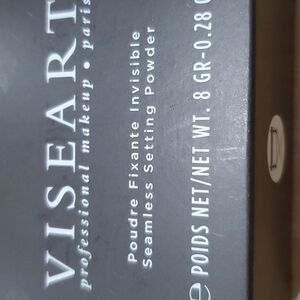 VISEART
professional makeup • paris
Poudre Fixante Invisible
Seamless Setting Powder
e POIDS NET/NET WT. 8 GR-0.28